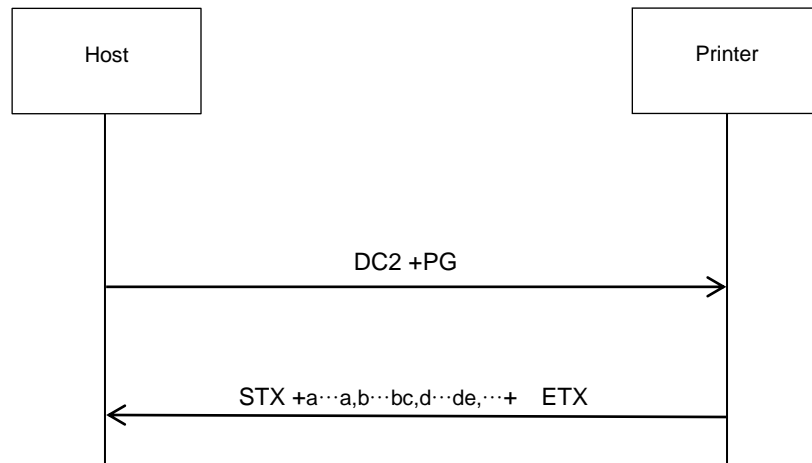 Host
Printer
DC2 +PG
STX +a⋯a,b⋯bc,d⋯de,⋯+ ETX